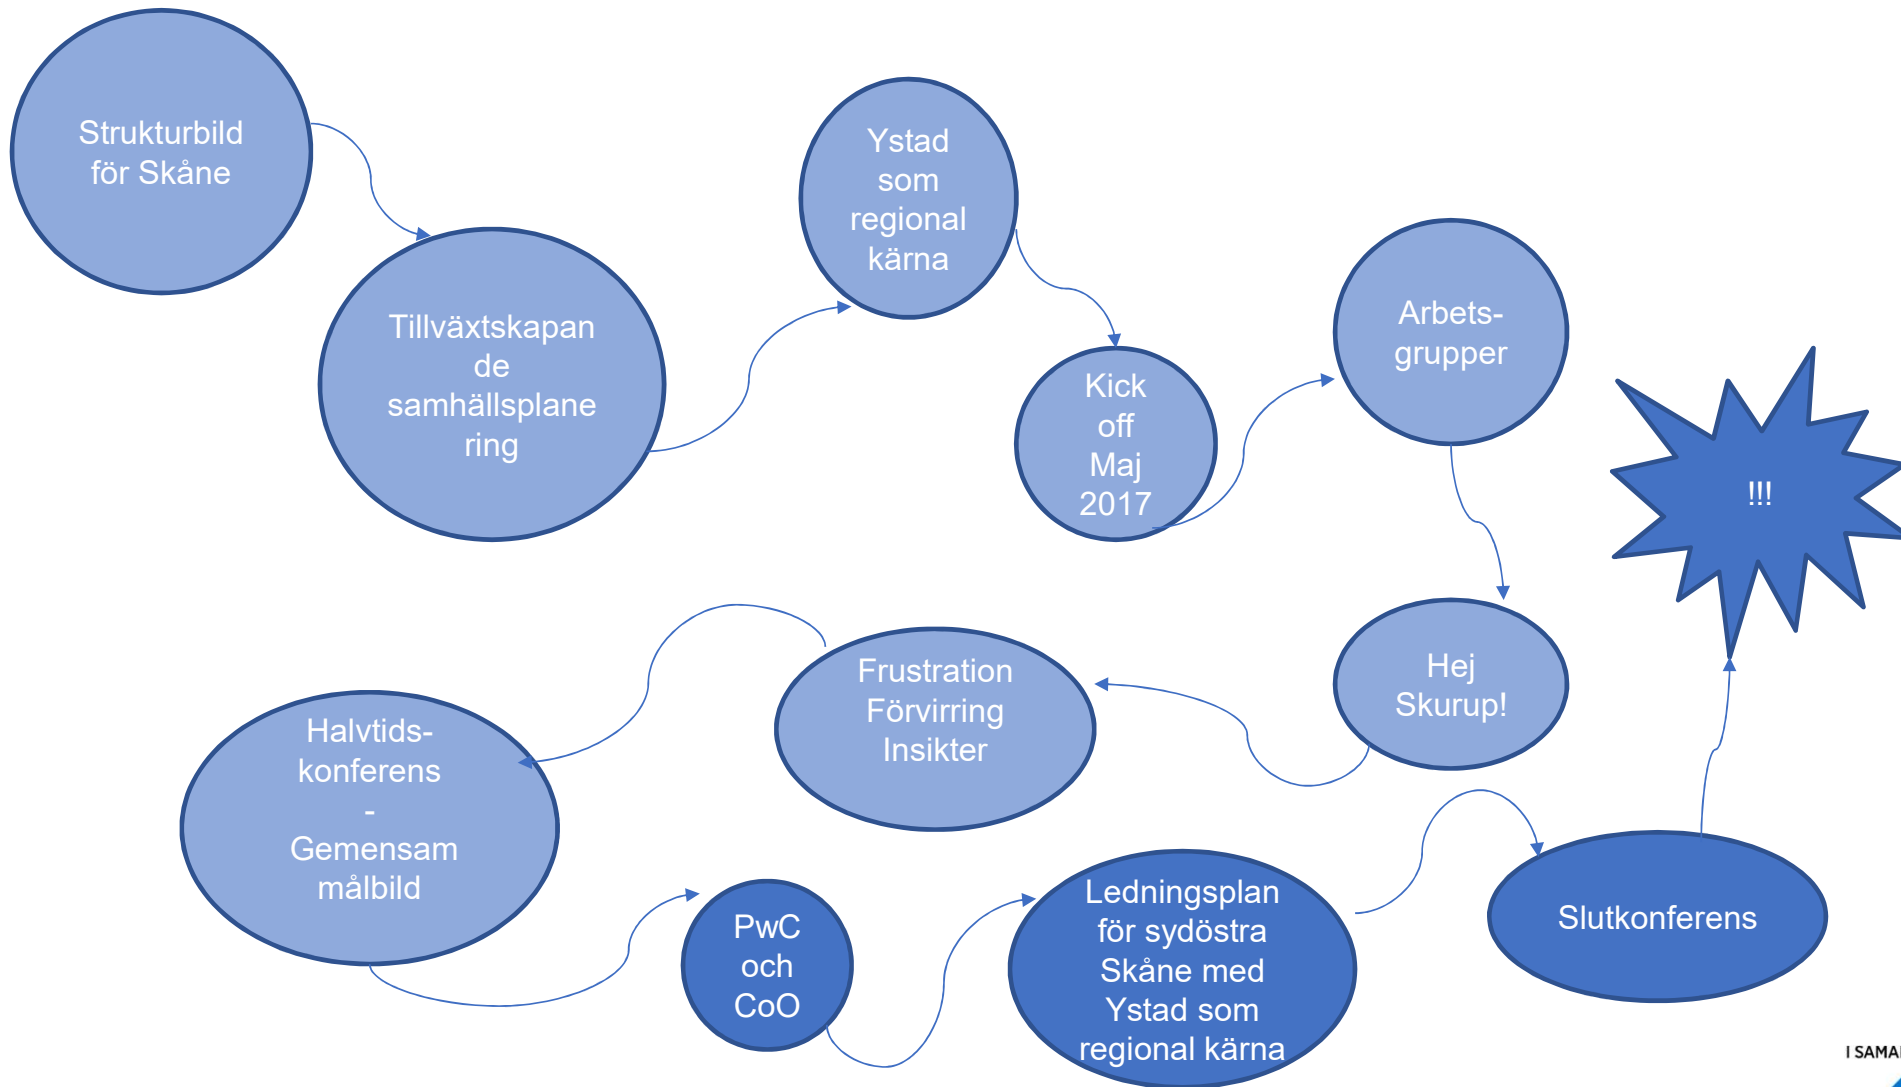 Strukturbild
för Skåne
Tillväxtskapan
de
samhällsplane
ring
Ystad
som
regional
kärna
Kick
off
Maj
2017
Arbets-
grupper
Hej
Skurup!
Frustration
Förvirring
Insikter
Halvtids-
konferens
-
Gemensam
målbild
PwC
och
CoO
Ledningsplan
för sydöstra
Skåne med
Ystad som
regional kärna
Slutkonferens
!!!
I SAMA